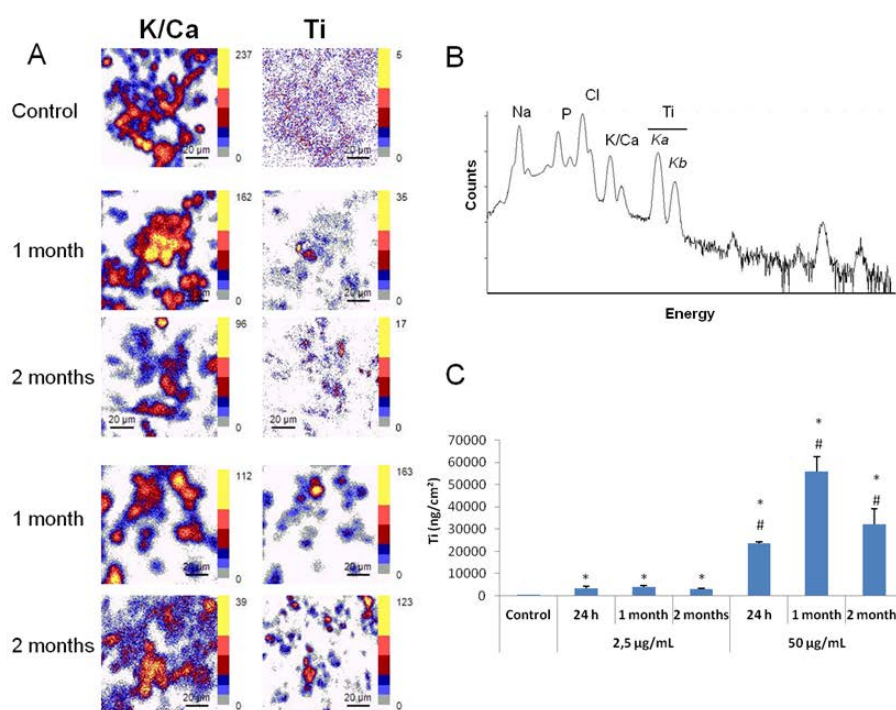 A
K/Ca Ti
Control
237
0
20 µm
5
0
20 µm
1 month
162
0
20 µm
35
0
20 µm
2 months
96
0
20 µm
17
0
20 µm
1 month
112
0
20 µm
163
0
20 µm
2 months
39
0
20 µm
123
0
20 µm
B
Counts
Na
P
Cl
K/Ca
Ti
Ka
Kb
Energy
C
Ti (ng/cm²)
70000
60000
50000
40000
30000
20000
10000
0
* * * * # * # * #
Control 24 h 1 month 2 months 24 h 1 month 2 month
2,5 µg/mL 50 µg/mL